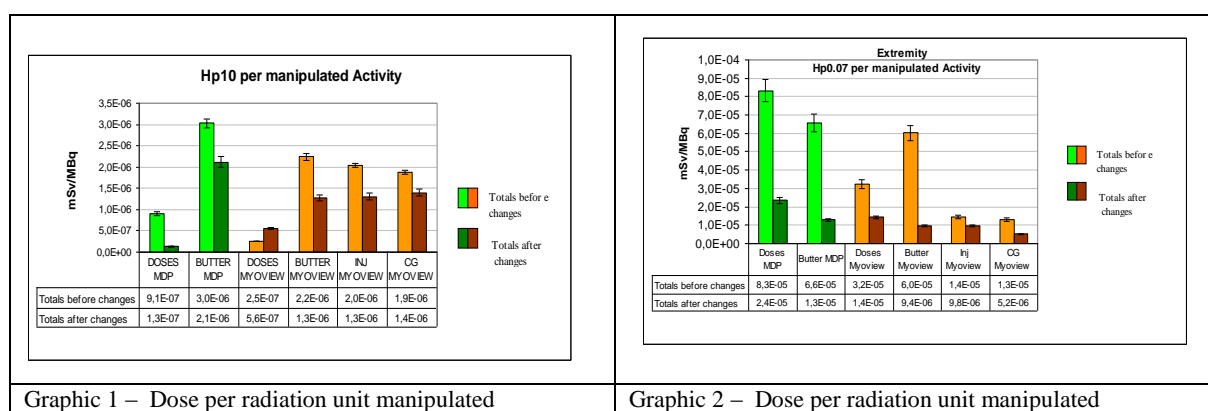 Hp10 per manipulated Activity
mSv/MBq
3,5E-06
3,0E-06
2,5E-06
2,0E-06
1,5E-06
1,0E-06
5,0E-07
0,0E+00
DOSES MDP
BUTTER MDP
DOSES MYOVIEW
BUTTER MYOVIEW
INJ MYOVIEW
CG MYOVIEW
Totals before changes 9,1E-07 3,0E-06 2,5E-07 2,2E-06 2,0E-06 1,9E-06
Totals after changes 1,3E-07 2,1E-06 5,6E-07 1,3E-06 1,3E-06 1,4E-06
Totals befor e
changes
Totals after
changes
Graphic 1 – Dose per radiation unit manipulated
Extremity
Hp0.07 per manipulated Activity
mSv/MBq
1,0E-04
9,0E-05
8,0E-05
7,0E-05
6,0E-05
5,0E-05
4,0E-05
3,0E-05
2,0E-05
1,0E-05
0,0E+00
Doses MDP
Butter MDP
Doses Myoview
Butter Myoview
Inj Myoview
CG Myoview
Totals before changes 8,3E-05 6,6E-05 3,2E-05 6,0E-05 1,4E-05 1,3E-05
Totals after changes 2,4E-05 1,3E-05 1,4E-05 9,4E-06 9,8E-06 5,2E-06
Totals befor e
changes
Totals after
changes
Graphic 2 – Dose per radiation unit manipulated